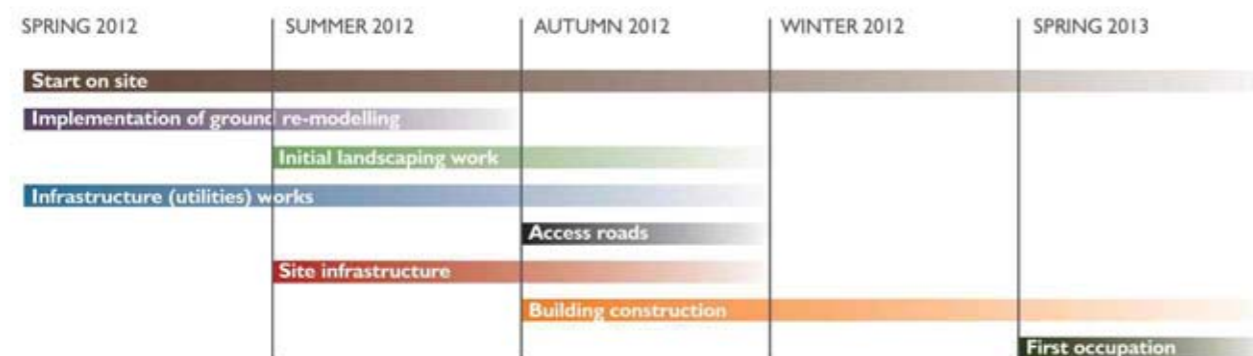 SPRING 2012 SUMMER 2012 AUTUMN 2012 WINTER 2012 SPRING 2013
Start on site
Implementation of ground re-modelling
Initial landscaping work
Infrastructure (utilities) works
Access roads
Site infrastructure
Building construction
First occupation